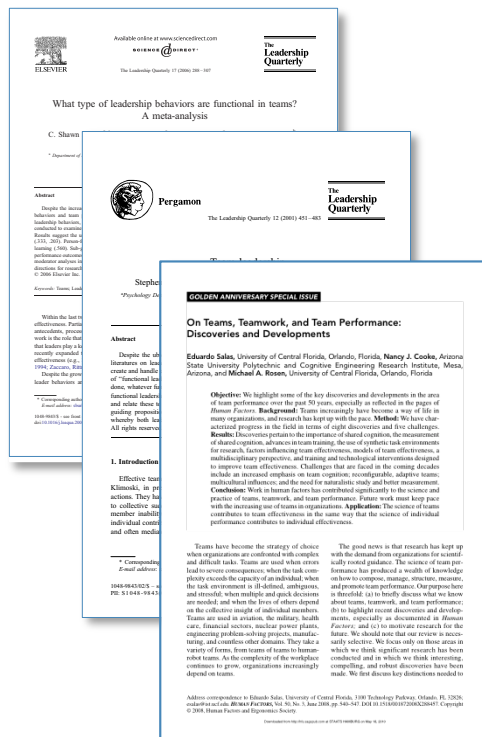 Available online at www.sciencedirect.com
SCIENCE DIRECT®
ELSEVIER
The Leadership Quarterly 17 (2006) 288–307
The
Leadership
Quarterly
What type of leadership behaviors are functional in teams?
A meta-analysis
C. Shawn
a Department of
Abstract
Despite the increa
behaviors and team
leadership behaviors,
conducted to examine
Results suggest the u
(.333, .203). Person-f
learning (.560). Sub-g
performance outcome
moderator analyses in
directions for research
© 2006 Elsevier Inc.
Keywords: Teams; Lead
Within the last tw
effectiveness. Partia
antecedents, proces
work is the role that
that leaders play a k
recently expanded t
effectiveness (e.g.,
1994; Zaccaro, Ritt
Despite the grow
leader behaviors ar
* Corresponding autho
1048-9843/$ - see front
Pergamon
The Leadership Quarterly 12 (2001) 451–483
The
Leadership
Quarterly
Stephe
aPsychology De
Abstract
Despite the ub
literatures on lead
create and handle
of “functional lead
done, whatever fu
functional leaders
and relate these t
guiding propositi
whereby both lea
All rights reserve
1. Introduction
Effective team
Klimoski, in pr
actions. They ha
to collective suc
member inabilit
individual contri
and often media
* Corresponding
E-mail address:
1048-9843/02/$ – s
PII: S1048-9843
GOLDEN ANNIVERSARY SPECIAL ISSUE
On Teams, Teamwork, and Team Performance:
Discoveries and Developments
Eduardo Salas, University of Central Florida, Orlando, Florida, Nancy J. Cooke, Arizona
State University Polytechnic and Cognitive Engineering Research Institute, Mesa,
Arizona, and Michael A. Rosen, University of Central Florida, Orlando, Florida
Objective: We highlight some of the key discoveries and developments in the area
of team performance over the past 50 years, especially as reflected in the pages of
Human Factors. Background: Teams increasingly have become a way of life in
many organizations, and research has kept up with the pace. Method: We have char-
acterized progress in the field in terms of eight discoveries and five challenges.
Results: Discoveries pertain to the importance of shared cognition, the measurement
of shared cognition, advances in team training, the use of synthetic task environments
for research, factors influencing team effectiveness, models of team effectiveness, a
multidisciplinary perspective, and training and technological interventions designed
to improve team effectiveness. Challenges that are faced in the coming decades
include an increased emphasis on team cognition; reconfigurable, adaptive teams;
multicultural influences; and the need for naturalistic study and better measurement.
Conclusion: Work in human factors has contributed significantly to the science and
practice of teams, teamwork, and team performance. Future work must keep pace
with the increasing use of teams in organizations. Application: The science of teams
contributes to team effectiveness in the same way that the science of individual
performance contributes to individual effectiveness.
Teams have become the strategy of choice
when organizations are confronted with complex
and difficult tasks. Teams are used when errors
lead to severe consequences; when the task com-
plexity exceeds the capacity of an individual; when
the task environment is ill-defined, ambiguous,
and stressful; when multiple and quick decisions
are needed; and when the lives of others depend
on the collective insight of individual members.
Teams are used in aviation, the military, health
care, financial sectors, nuclear power plants,
engineering problem-solving projects, manufac-
turing, and countless other domains. They take a
variety of forms, from teams of teams to human-
robot teams. As the complexity of the workplace
continues to grow, organizations increasingly
depend on teams.
The good news is that research has kept up
with the demand from organizations for scientif-
ically rooted guidance. The science of team per-
formance has produced a wealth of knowledge
on how to compose, manage, structure, measure,
and promote team performance. Our purpose here
is threefold: (a) to briefly discuss what we know
about teams, teamwork, and team performance;
(b) to highlight recent discoveries and develop-
ments, especially as documented in Human
Factors; and (c) to motivate research for the
future. We should note that our review is neces-
sarily selective. We focus only on those areas in
which we think significant research has been
conducted and in which we think interesting,
compelling, and robust discoveries have been
made. We first discuss key distinctions needed to
Address correspondence to Eduardo Salas, University of Central Florida, 3100 Technology Parkway, Orlando, FL 32826;
esalas@ist.ucf.edu. HUMAN FACTORS, Vol. 50, No. 3, June 2008, pp. 540–547. DOI 10.1518/001872008X288457. Copyright
© 2008, Human Factors and Ergonomics Society.